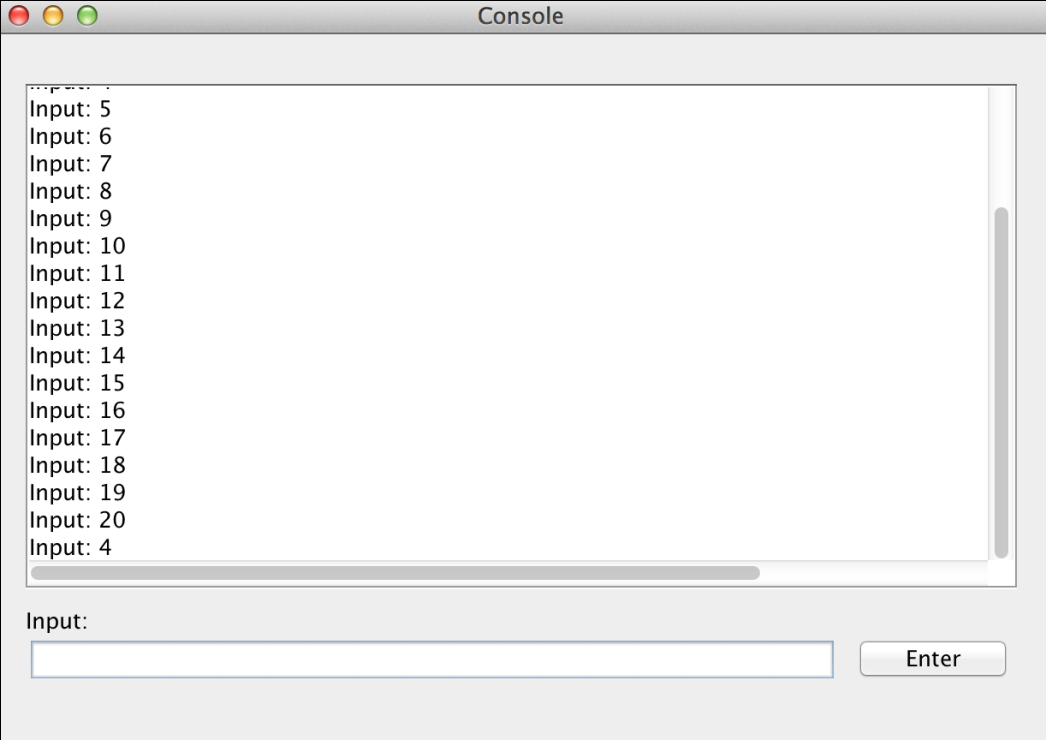 Console
Input: 5
Input: 6
Input: 7
Input: 8
Input: 9
Input: 10
Input: 11
Input: 12
Input: 13
Input: 14
Input: 15
Input: 16
Input: 17
Input: 18
Input: 19
Input: 20
Input: 4
Input:
Enter